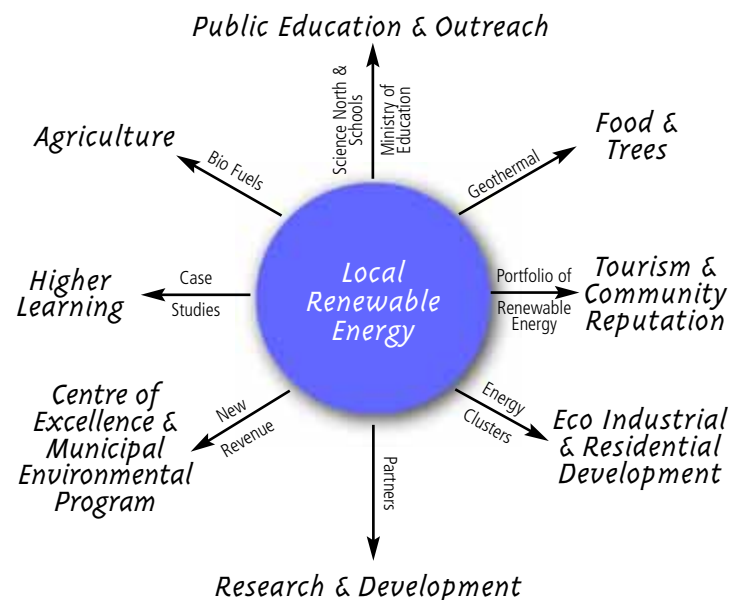 Public Education & Outreach
Science North &
Schools
Ministry of
Education
Agriculture
Bio Fuels
Geothermal
Food &
Trees
Higher
Learning
Case
Studies
Local
Renewable
Energy
Portfolio of
Renewable
Energy
Tourism &
Community
Reputation
Centre of
Excellence &
Municipal
Environmental
Program
New
Revenue
Partners
Energy
Clusters
Eco Industrial
& Residential
Development
Research & Development